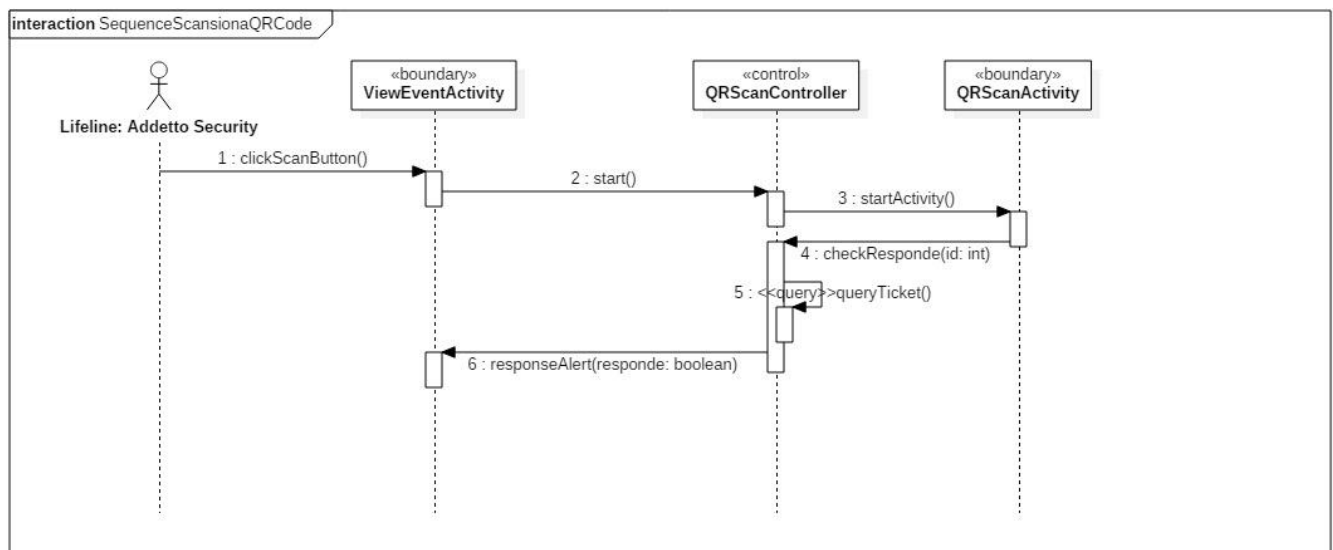 interaction SequenceScansionaQRCode
«boundary»
ViewEventActivity
«control»
QRScanController
«boundary»
QRScanActivity
Lifeline: Addetto Security
1 : clickScanButton()
2 : start()
3 : startActivity()
4 : checkResponde(id: int)
5 : <<query>>queryTicket()
6 : responseAlert(responde: boolean)